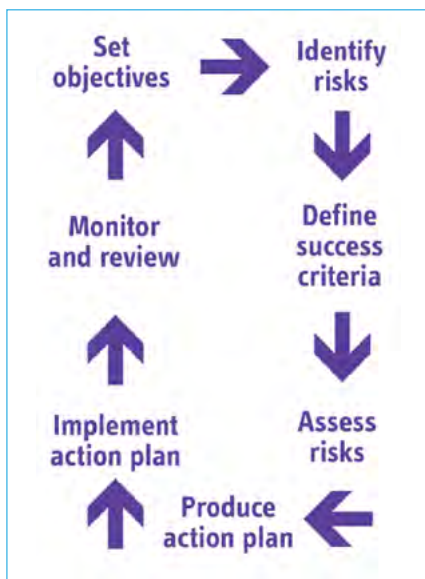 Set
objectives
Identify
risks
Define
success
criteria
Assess
risks
Produce
action plan
Implement
action plan
Monitor
and review